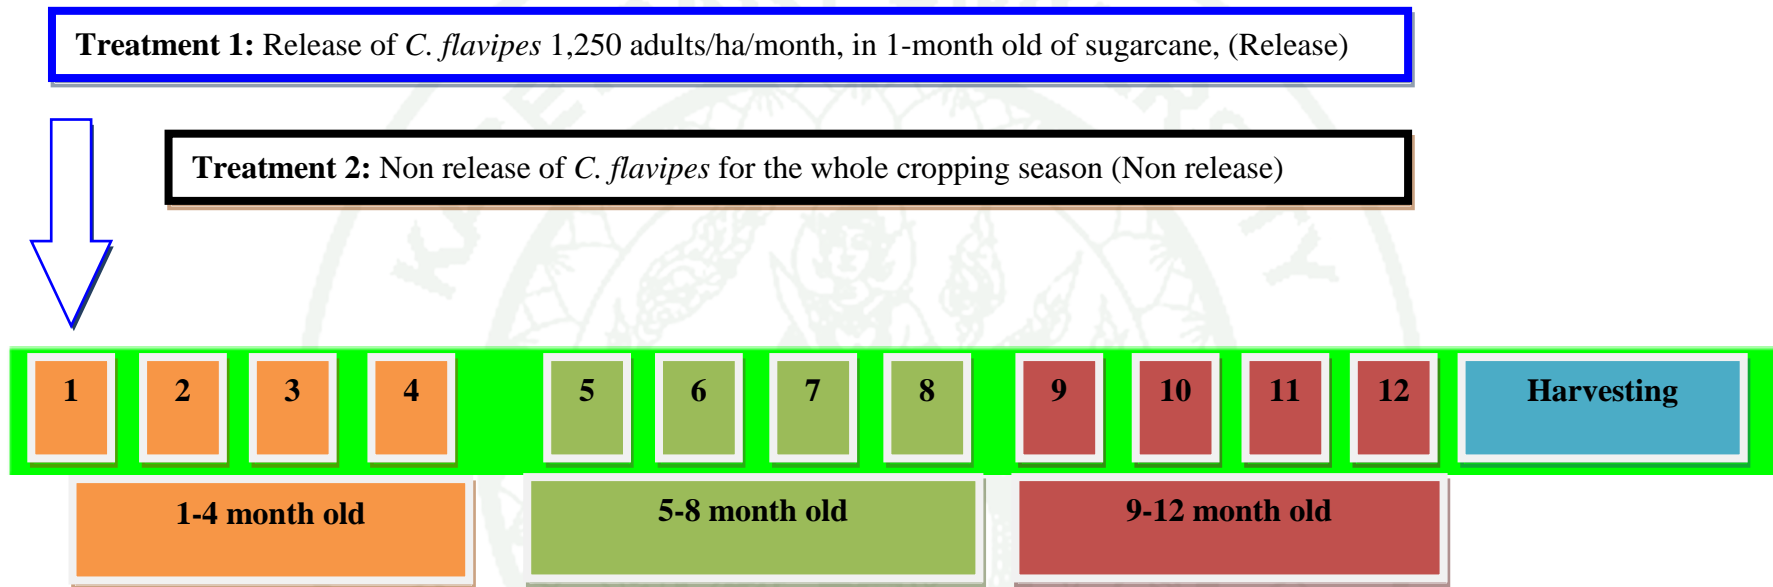 Treatment 1: Release of C. flavipes 1,250 adults/ha/month, in 1-month old of sugarcane, (Release)
Treatment 2: Non release of C. flavipes for the whole cropping season (Non release)
1 2 3 4 5 6 7 8 9 10 11 12 Harvesting
1-4 month old 5-8 month old 9-12 month old